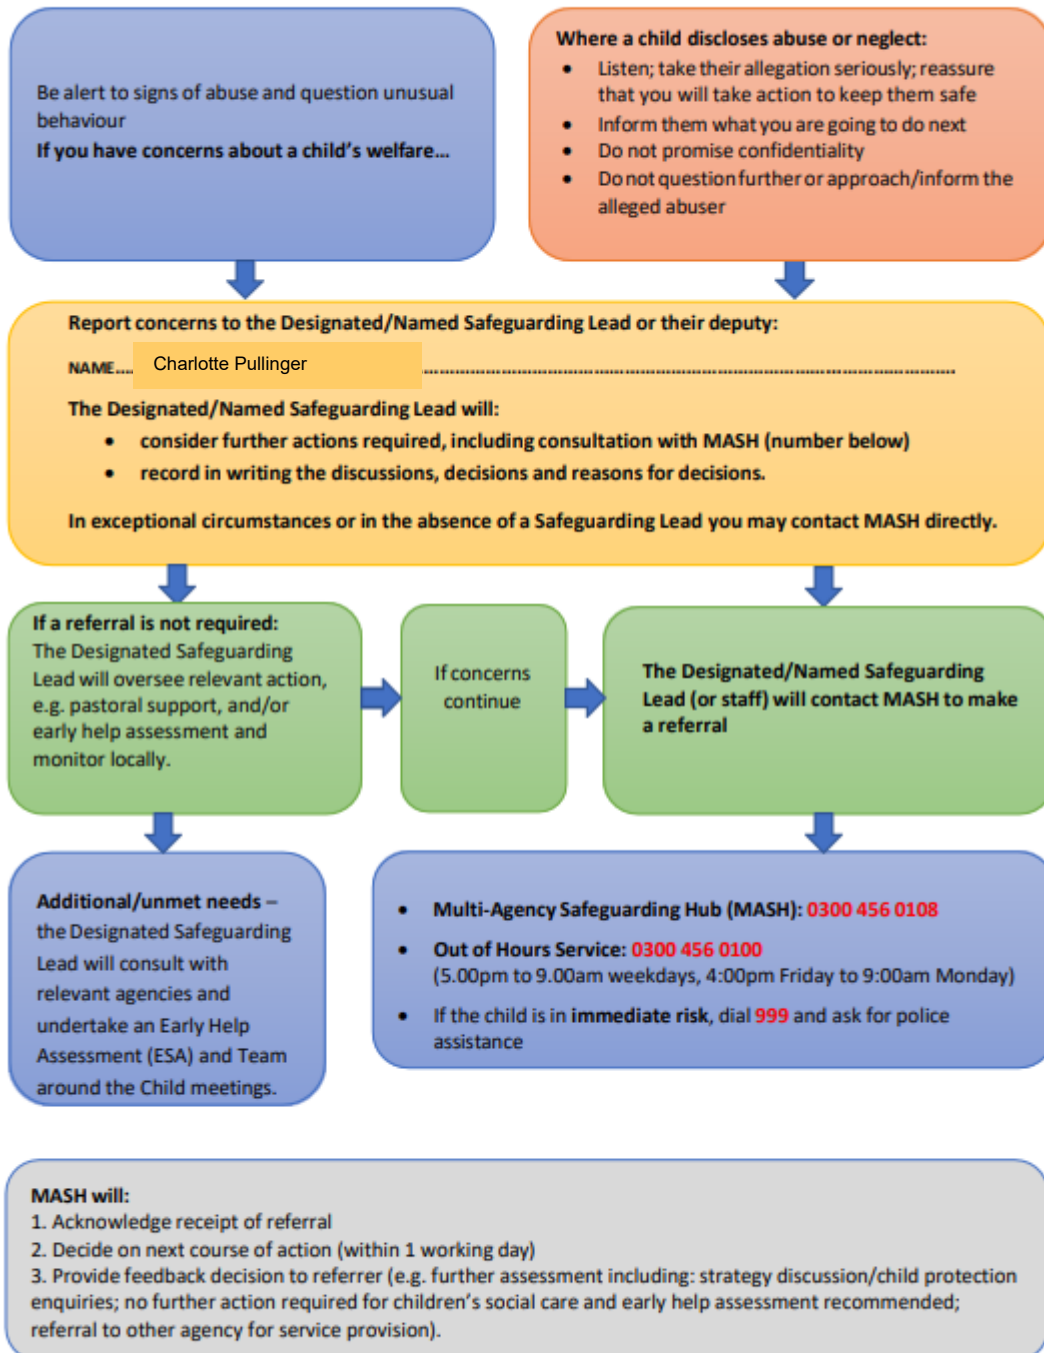 Be alert to signs of abuse and question unusual
behaviour
If you have concerns about a child's welfare…
Where a child discloses abuse or neglect:
• Listen; take their allegation seriously; reassure
that you will take action to keep them safe
• Inform them what you are going to do next
• Do not promise confidentiality
• Do not question further or approach/inform the
alleged abuser
Report concerns to the Designated/Named Safeguarding Lead or their deputy:
NAME.... Charlotte Pullinger ...............................................................................
The Designated/Named Safeguarding Lead will:
• consider further actions required, including consultation with MASH (number below)
• record in writing the discussions, decisions and reasons for decisions.
In exceptional circumstances or in the absence of a Safeguarding Lead you may contact MASH directly.
If a referral is not required:
The Designated Safeguarding
Lead will oversee relevant action,
e.g. pastoral support, and/or
early help assessment and
monitor locally.
If concerns
continue
The Designated/Named Safeguarding
Lead (or staff) will contact MASH to make
a referral
Additional/unmet needs –
the Designated Safeguarding
Lead will consult with
relevant agencies and
undertake an Early Help
Assessment (ESA) and Team
around the Child meetings.
• Multi-Agency Safeguarding Hub (MASH): 0300 456 0108
• Out of Hours Service: 0300 456 0100
(5.00pm to 9.00am weekdays, 4:00pm Friday to 9:00am Monday)
• If the child is in immediate risk, dial 999 and ask for police
assistance
MASH will:
1. Acknowledge receipt of referral
2. Decide on next course of action (within 1 working day)
3. Provide feedback decision to referrer (e.g. further assessment including: strategy discussion/child protection
enquiries; no further action required for children's social care and early help assessment recommended;
referral to other agency for service provision).